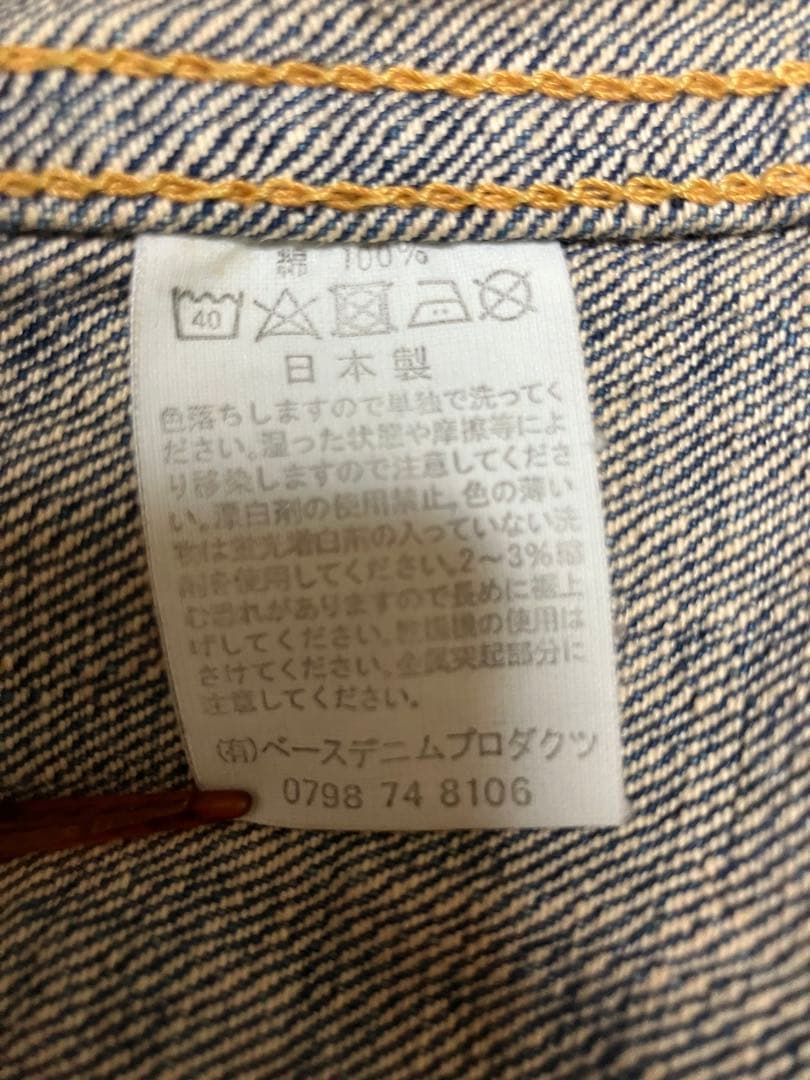 綿 100%
40
日本製
色落ちしますので単独で洗ってく
ださい。湿った状態や摩擦等によ
り移染しますので注意してくださ
い。漂白剤の使用禁止。色の薄い
物は蛍光増白剤の入っていない洗
剤を使用してください。2～3%縮
む恐れがありますので長めに裾上
げしてください。乾燥機の使用は
さけてください。金属突起部分に
注意してください。
(有)ベースデニムプロダクツ
0798 74 8106